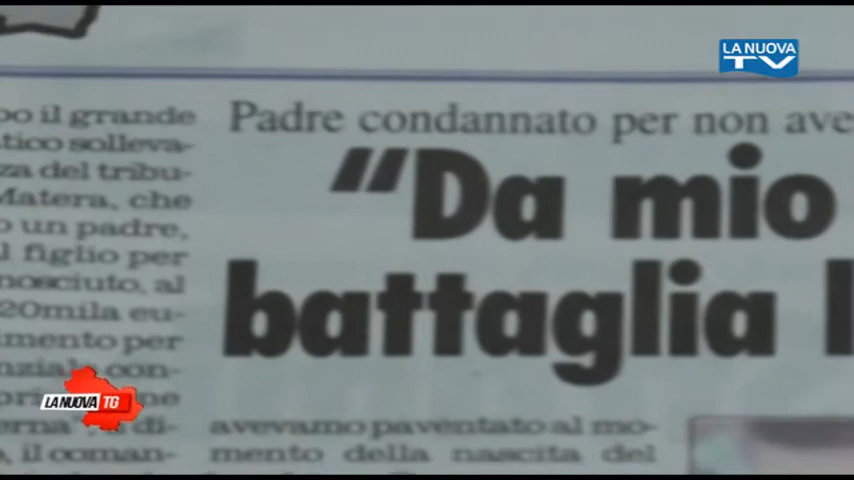 LA NUOVA
TV
Padre condannato per non ave
“Da mio
battaglia l
po il grande
tico solleva-
za del tribu-
Matera, che
o un padre,
l figlio per
nosciuto, al
20mila eu-
imento per
nziale con-
il coman-
avevamo paventato al mo-
mento della nascita del
LA NUOVA TG